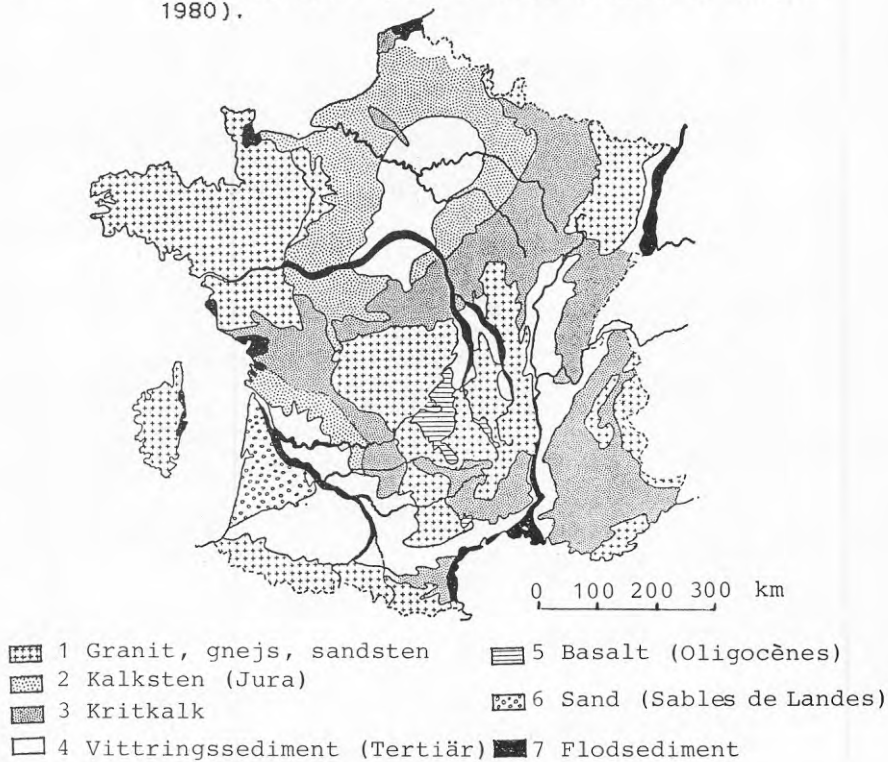 1980).
0 100 200 300 km
1 Granit, gnejs, sandsten
2 Kalksten (Jura)
3 Kritkalk
4 Vittringssediment (Tertiär)
5 Basalt (Oligocènes)
6 Sand (Sables de Landes)
7 Flodsediment